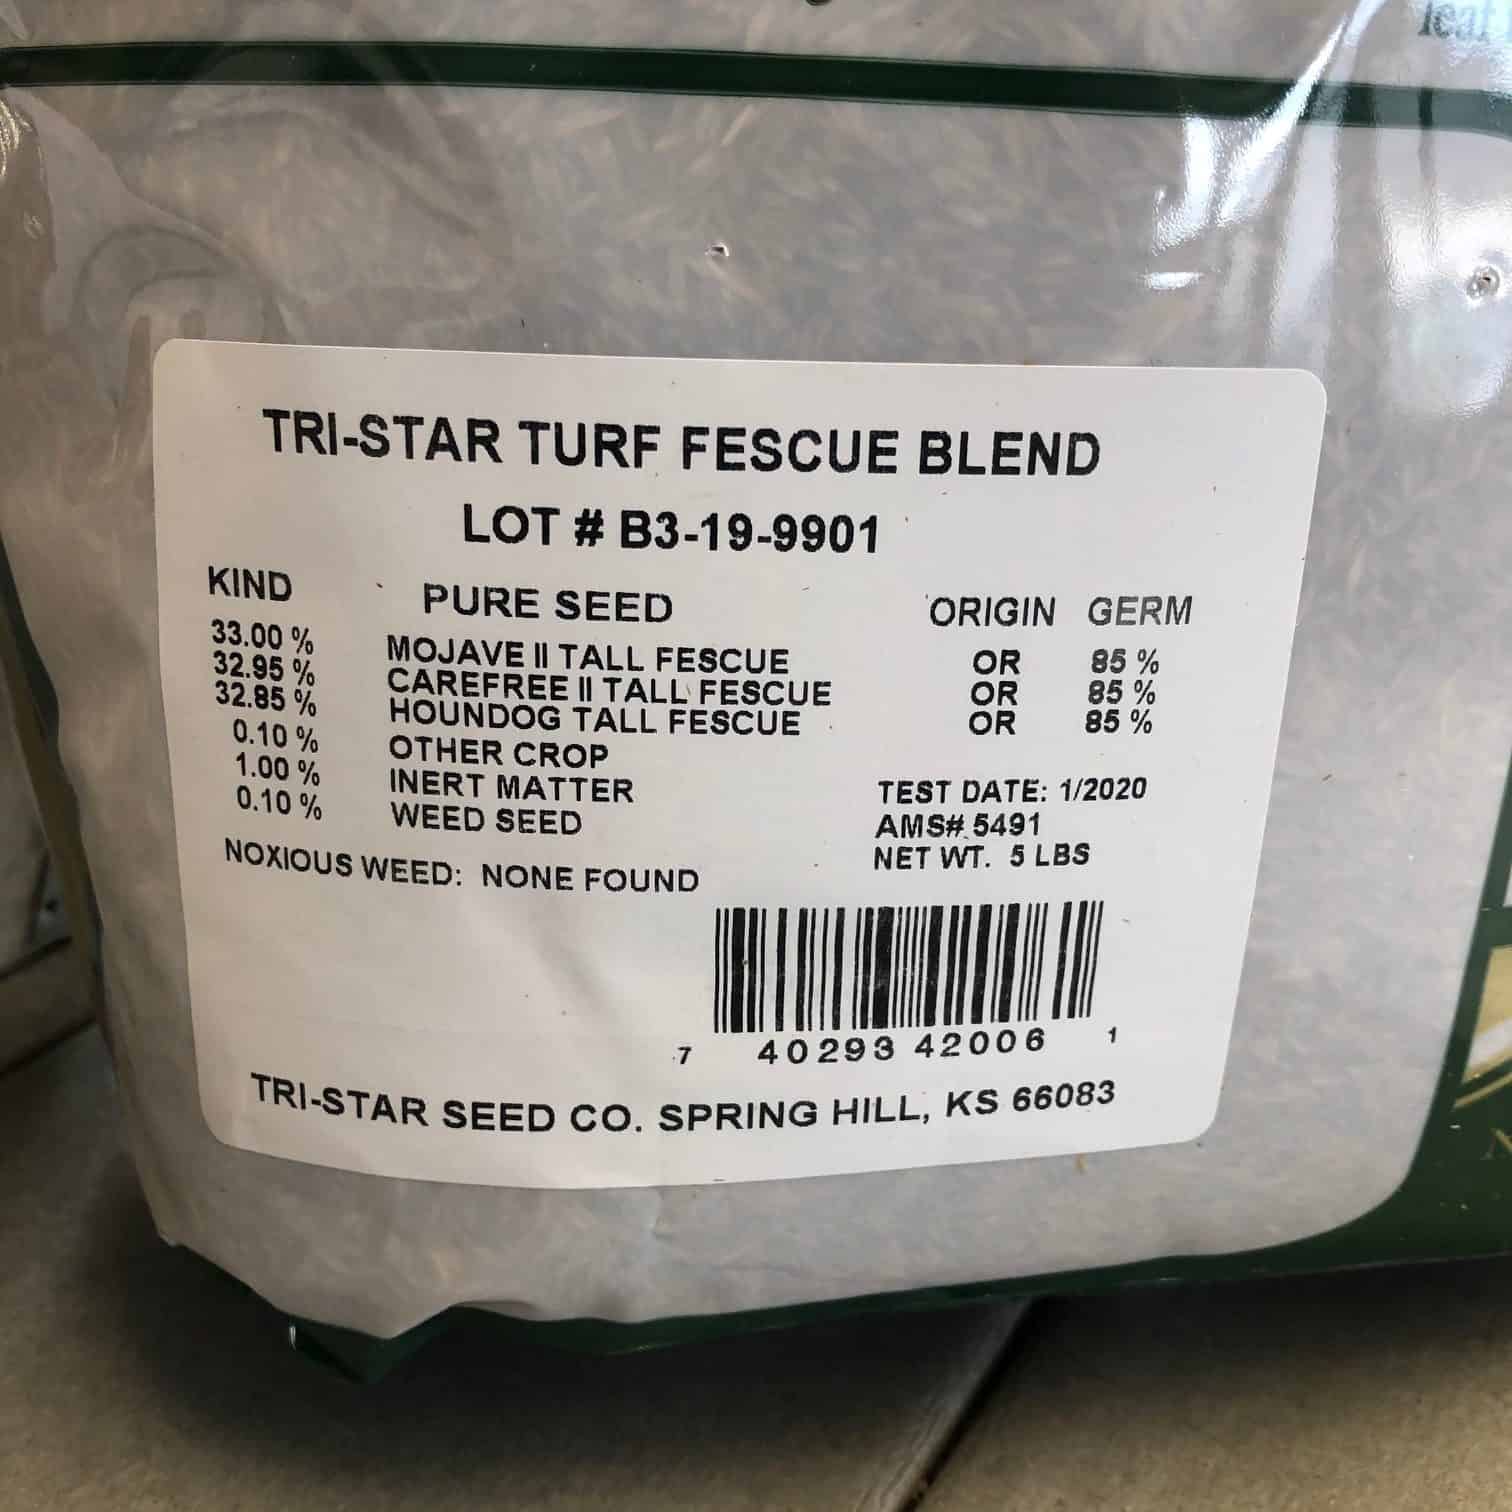 leaf
TRI-STAR TURF FESCUE BLEND
LOT # B3-19-9901
KIND PURE SEED ORIGIN GERM
33.00 % MOJAVE II TALL FESCUE OR 85 %
32.95 % CAREFREE II TALL FESCUE OR 85 %
32.85 % HOUNDOG TALL FESCUE OR 85 %
0.10 % OTHER CROP
1.00 % INERT MATTER TEST DATE: 1/2020
0.10 % WEED SEED AMS# 5491
NOXIOUS WEED: NONE FOUND NET WT. 5 LBS
7 40293 42006 1
TRI-STAR SEED CO. SPRING HILL, KS 66083